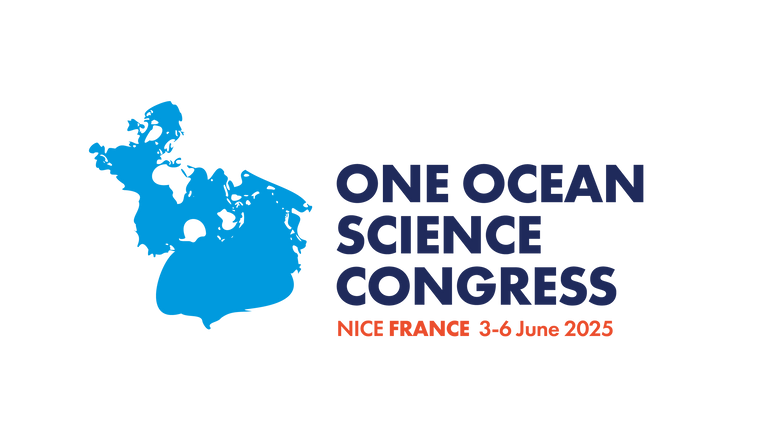 ONE OCEAN
SCIENCE
CONGRESS
NICE FRANCE 3-6 June 2025